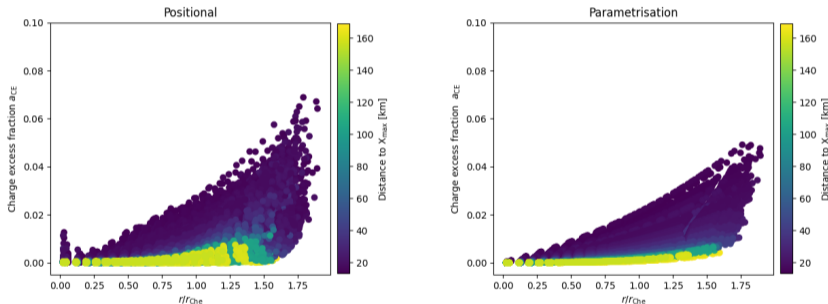 Positional
0.10
0.08
0.06
0.04
0.02
0.00
Charge excess fraction a_CE
0.00 0.25 0.50 0.75 1.00 1.25 1.50 1.75
r/r_Che
160
140
120
100
80
60
40
20
Distance to X_max [km]
Parametrisation
0.10
0.08
0.06
0.04
0.02
0.00
Charge excess fraction a_CE
0.00 0.25 0.50 0.75 1.00 1.25 1.50 1.75
r/r_Che
160
140
120
100
80
60
40
20
Distance to X_max [km]